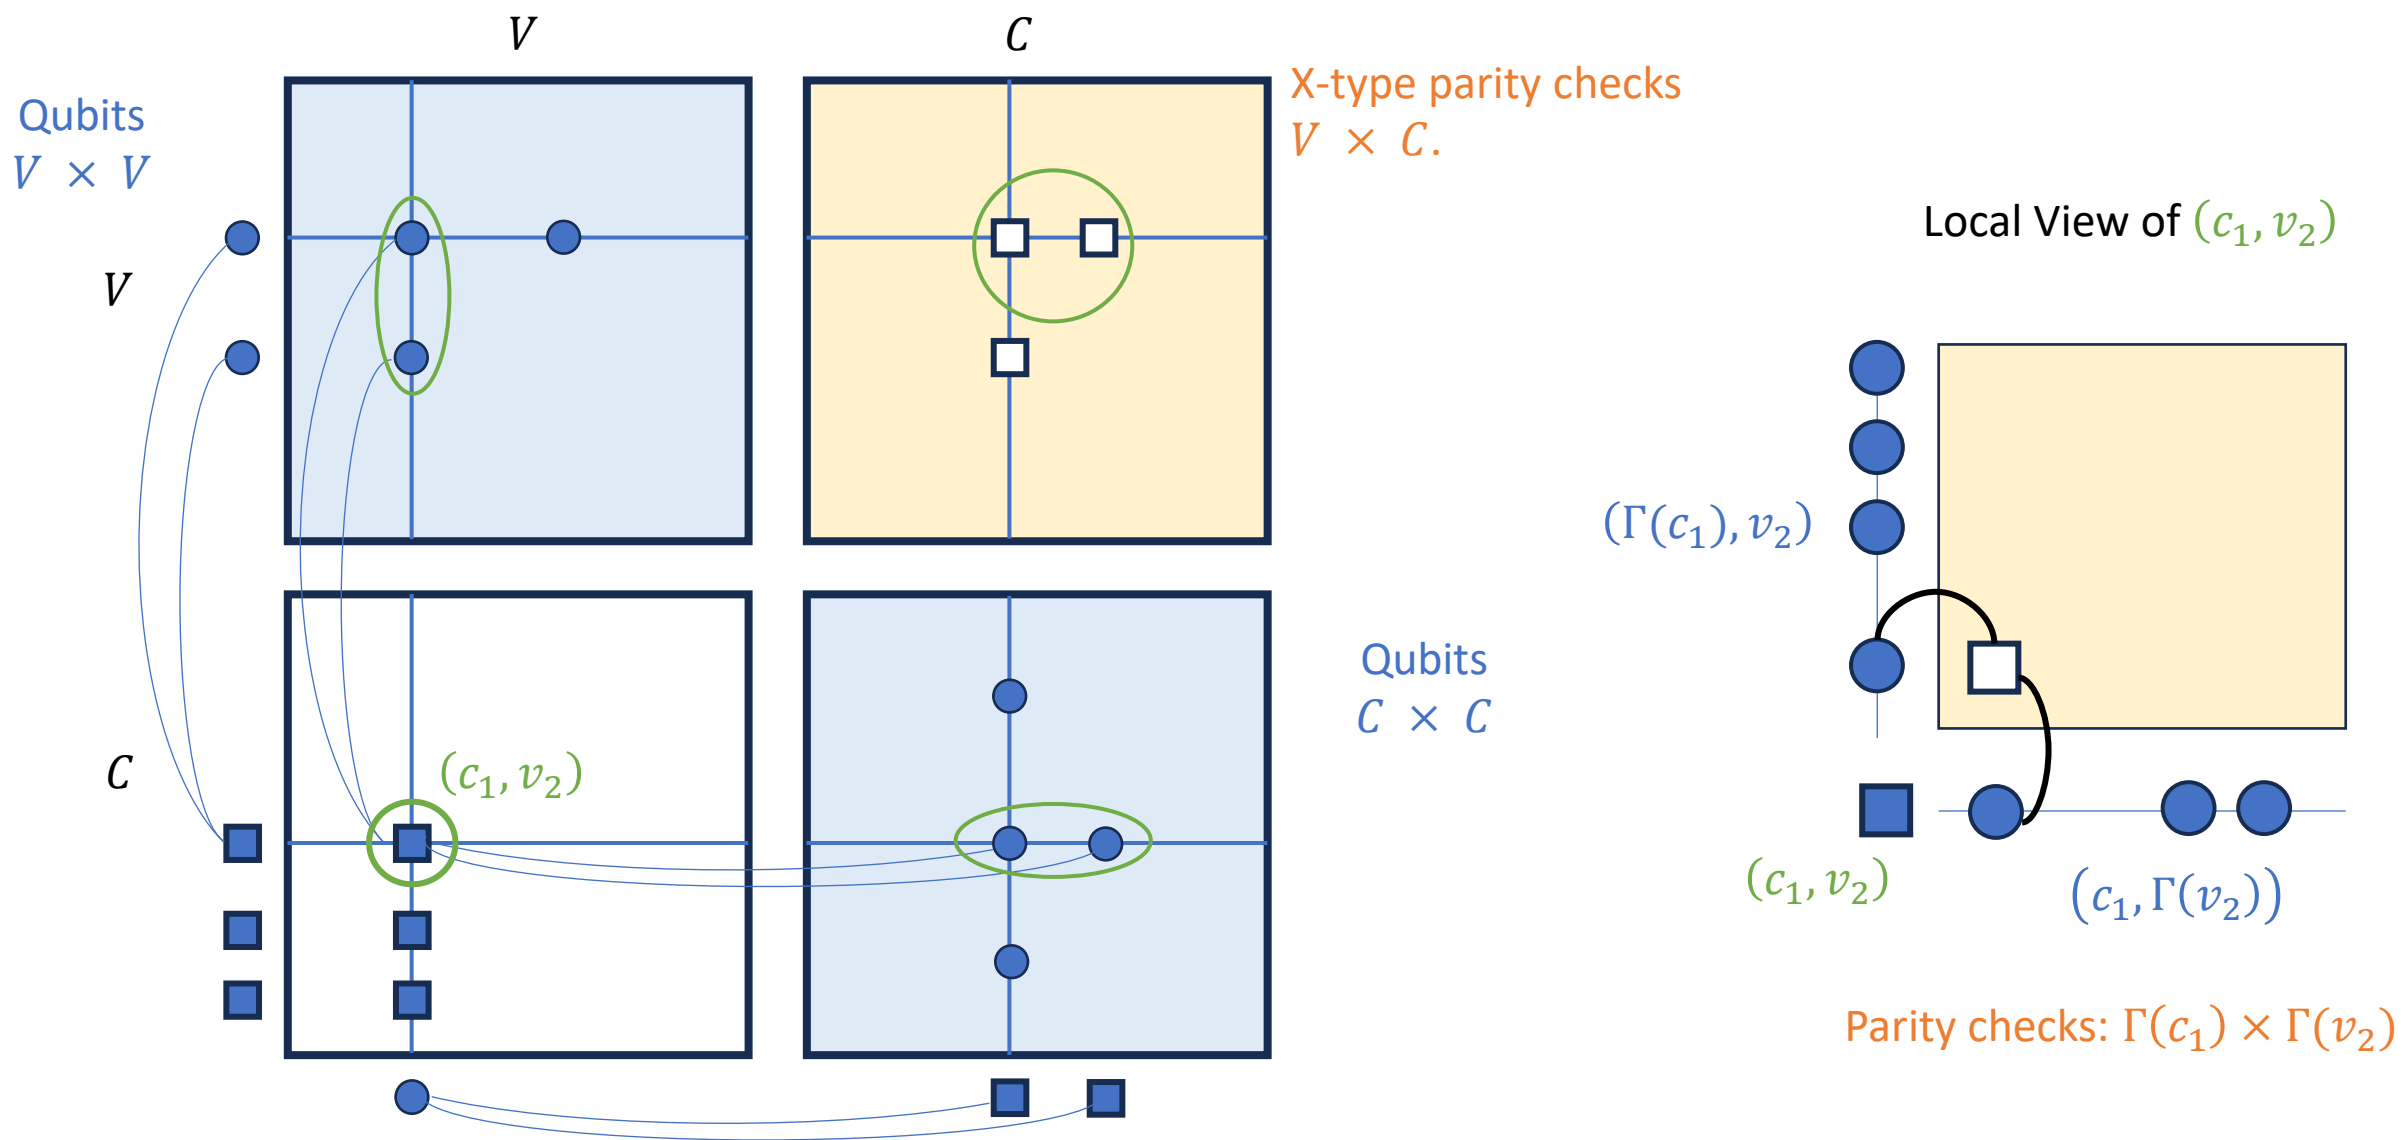 V
C
Qubits
V × V
X-type parity checks
V × C.
V
Local View of (c₁, v₂)
(Γ(c₁), v₂)
Qubits
C × C
C
(c₁, v₂)
(c₁, v₂)
(c₁, Γ(v₂))
Parity checks: Γ(c₁) × Γ(v₂)